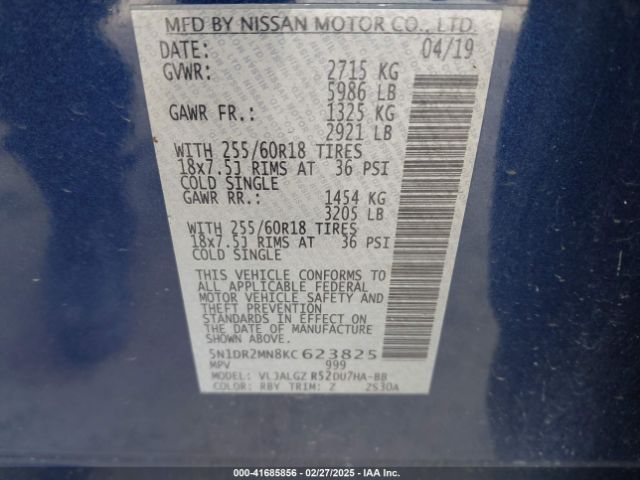 MFD BY NISSAN MOTOR CO., LTD.
DATE: 04/19
GVWR: 2715 KG
5986 LB
GAWR FR.: 1325 KG
2921 LB
WITH 255/60R18 TIRES
18x7.5J RIMS AT 36 PSI
COLD SINGLE
GAWR RR.: 1454 KG
3205 LB
WITH 255/60R18 TIRES
18x7.5J RIMS AT 36 PSI
COLD SINGLE
THIS VEHICLE CONFORMS TO
ALL APPLICABLE FEDERAL
MOTOR VEHICLE SAFETY AND
THEFT PREVENTION
STANDARDS IN EFFECT ON
THE DATE OF MANUFACTURE
SHOWN ABOVE.
5N1DR2MN8KC623825
MPV 999
MODEL: VLJALGZ R52DU7HA-BB
COLOR: RBY TRIM: Z ZS30A
000-41685856 - 02/27/2025 - IAA Inc.